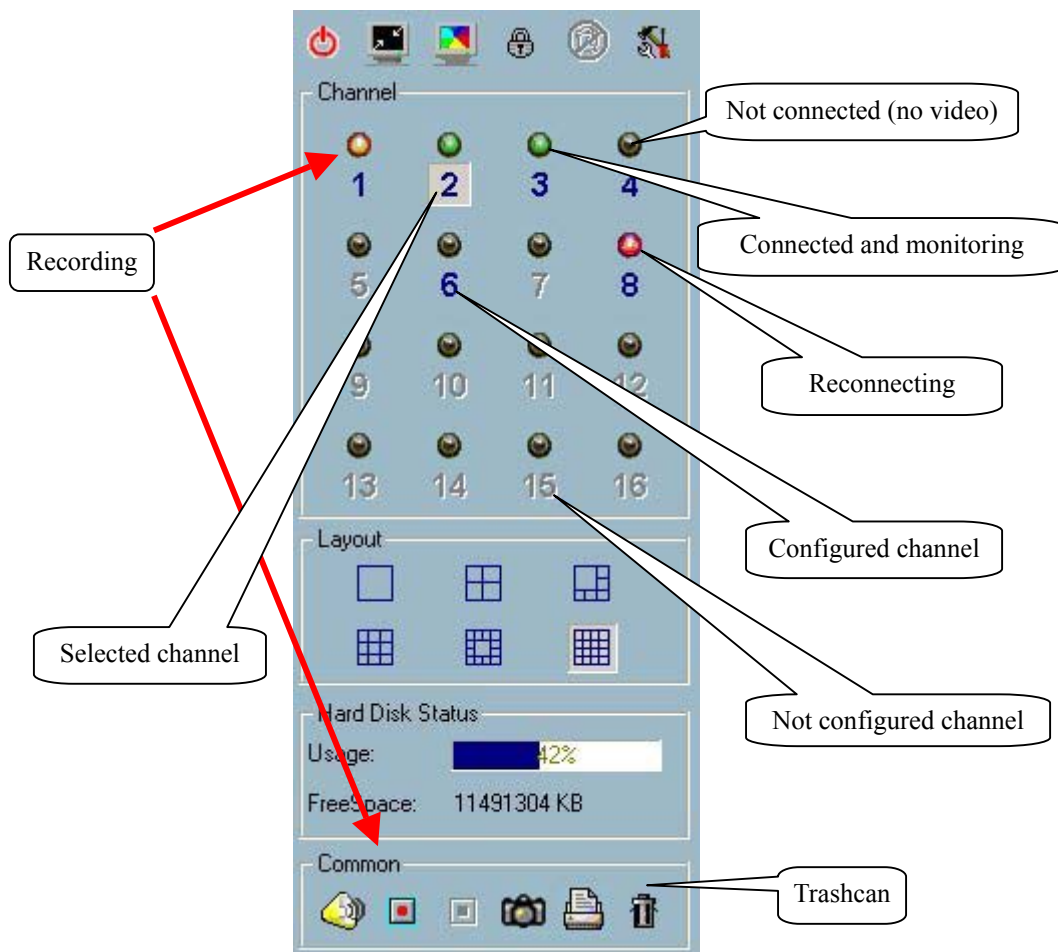 Channel
Not connected (no video)
1 2 3 4
Recording
Connected and monitoring
5 6 7 8
Reconnecting
9 10 11 12
13 14 15 16
Layout
Configured channel
Selected channel
Hard Disk Status
Not configured channel
Usage: 42%
FreeSpace: 11491304 KB
Common
Trashcan